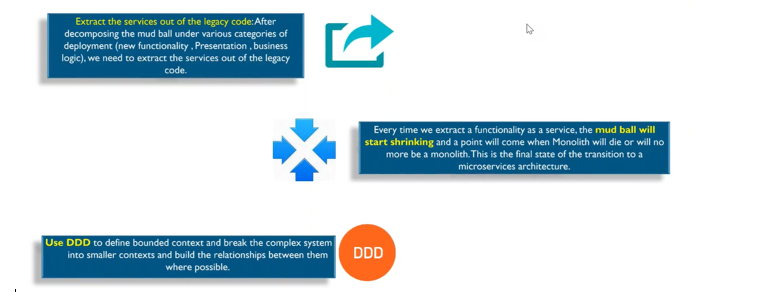 Extract the services out of the legacy code: After
decomposing the mud ball under various categories of
deployment (new functionality , Presentation , business
logic), we need to extract the services out of the legacy
code.
Every time we extract a functionality as a service, the mud ball will
start shrinking and a point will come when Monolith will die or will no
more be a monolith. This is the final state of the transition to a
microservices architecture.
Use DDD to define bounded context and break the complex system
into smaller contexts and build the relationships between them
where possible.
DDD